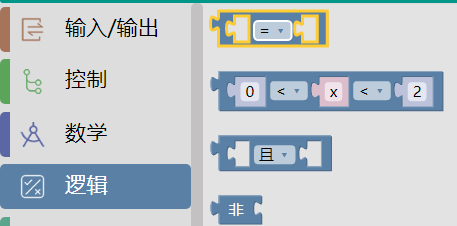 输入/输出
控制
数学
逻辑
=
0 < x < 2
且
非